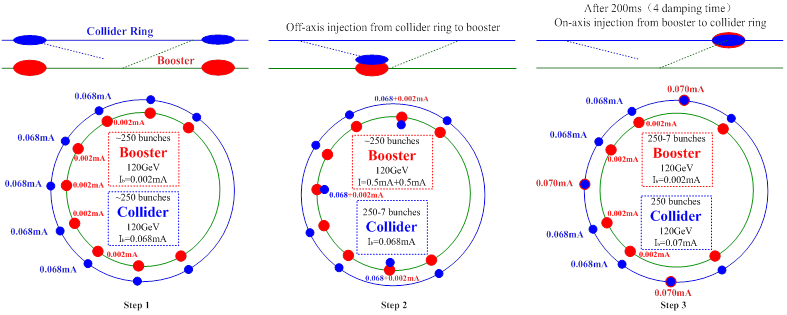 Collider Ring
Booster
0.068mA
0.068mA
0.068mA
0.068mA
0.068mA
0.002mA
0.002mA
0.002mA
0.002mA
0.002mA
~250 bunches
Booster
120GeV
Ib=0.002mA
~250 bunches
Collider
120GeV
Ib=0.068mA
Step 1
Off-axis injection from collider ring to booster
0.068+0.002mA
0.068+0.002mA
0.068+0.002mA
~250 bunches
Booster
120GeV
I=0.5mA+0.5mA
250-7 bunches
Collider
Ib=0.068mA
Step 2
After 200ms（4 damping time）
On-axis injection from booster to collider ring
0.070mA
0.068mA
0.068mA
0.070mA
0.068mA
0.068mA
0.070mA
0.002mA
0.002mA
0.002mA
0.002mA
250-7 bunches
Booster
120GeV
Ib=0.002mA
250 bunches
Collider
120GeV
Ib=0.07mA
Step 3